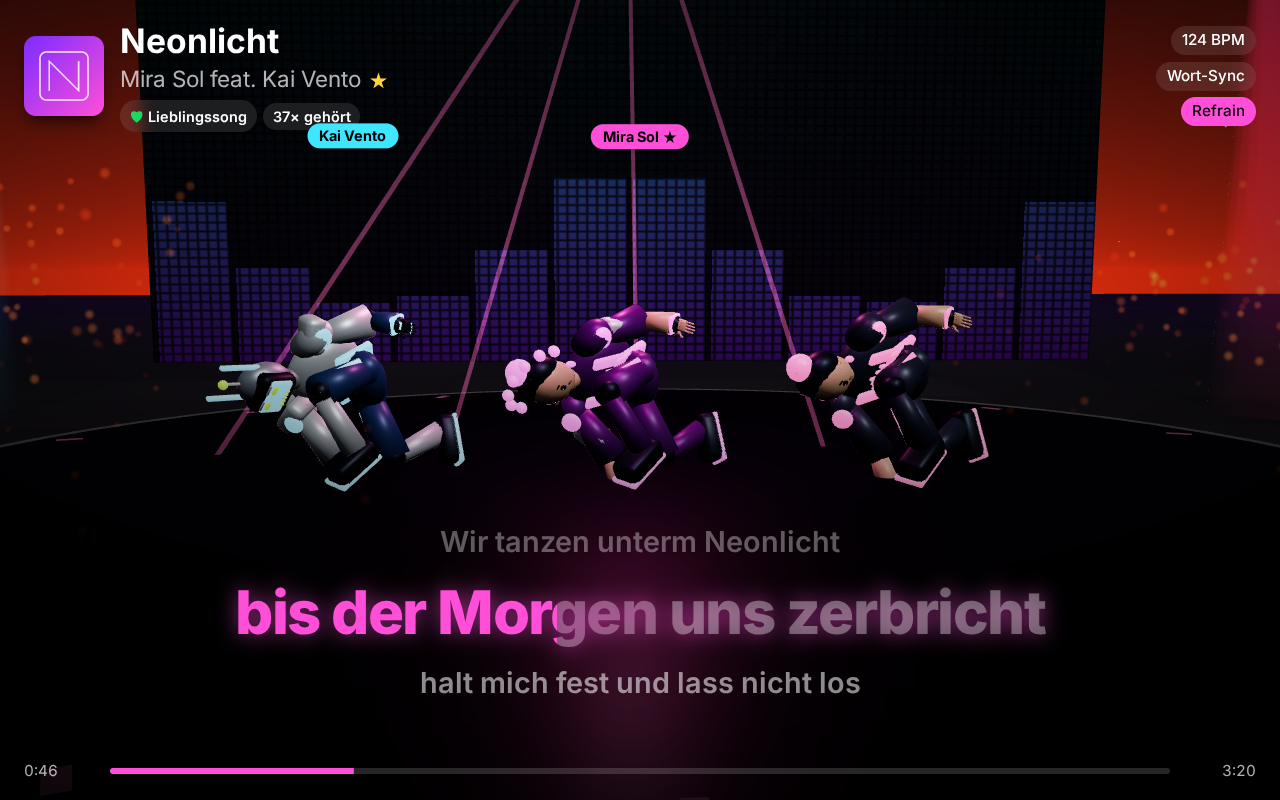 Neonlicht
Mira Sol feat. Kai Vento ★
Lieblingssong
37× gehört
124 BPM
Wort-Sync
Refrain
Kai Vento
Mira Sol ★
N
Wir tanzen unterm Neonlicht
bis der Morgen uns zerbricht
halt mich fest und lass nicht los
0:46
3:20